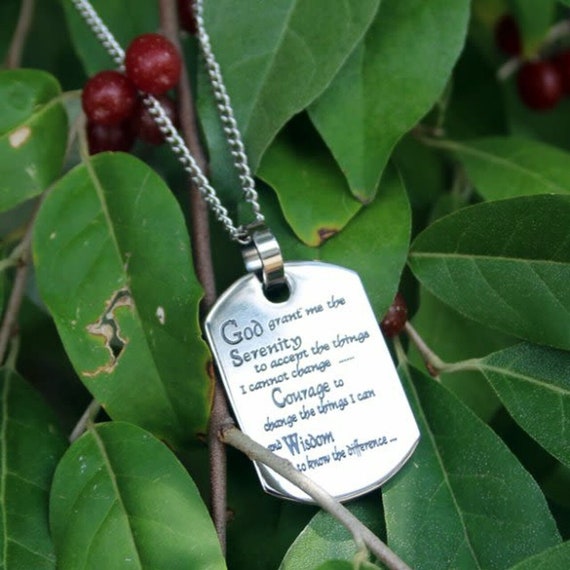 God grant me the
Serenity
to accept the things
I cannot change .....
Courage to
change the things I can
and Wisdom
to know the difference ...